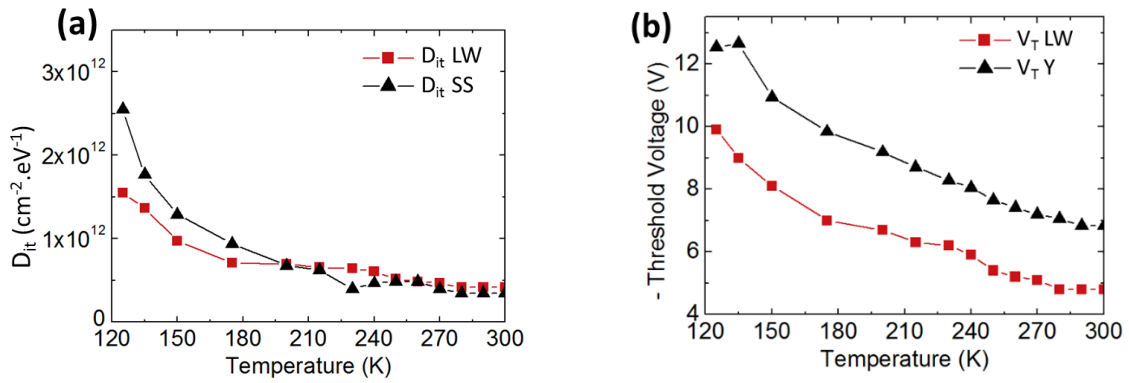 (a)
D_it LW
D_it SS
3x10^12
2x10^12
1x10^12
0
D_it (cm^-2.eV^-1)
120 150 180 210 240 270 300
Temperature (K)
(b)
V_T LW
V_T Y
12
10
8
6
4
- Threshold Voltage (V)
120 150 180 210 240 270 300
Temperature (K)